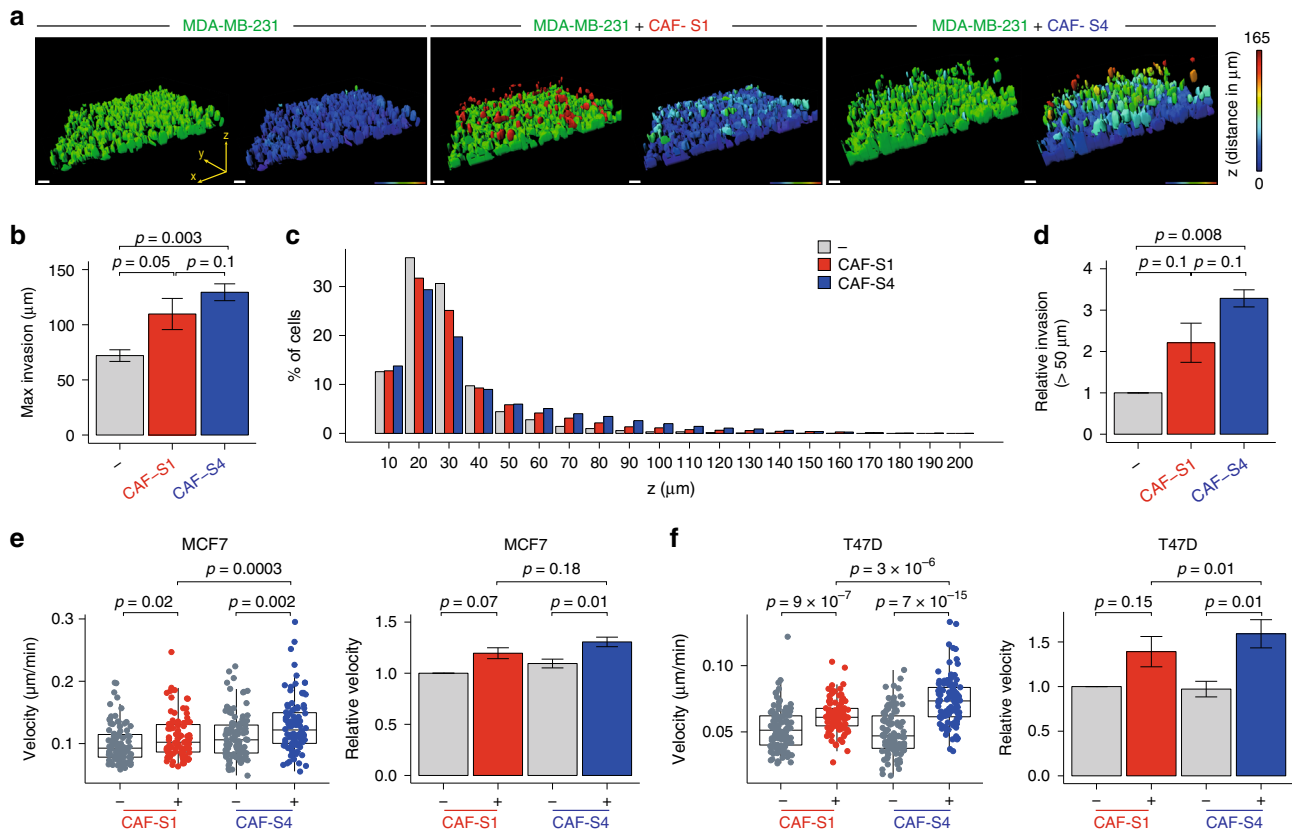 a
MDA-MB-231
MDA-MB-231 + CAF- S1
MDA-MB-231 + CAF- S4
165
z (distance in μm)
0
z
y
x
b
p = 0.003
p = 0.05
p = 0.1
Max invasion (μm)
150
100
50
0
–
CAF–S1
CAF–S4
c
–
CAF-S1
CAF-S4
% of cells
30
20
10
0
10 20 30 40 50 60 70 80 90 100 110 120 130 140 150 160 170 180 190 200
z (μm)
d
p = 0.008
p = 0.1
p = 0.1
Relative invasion
(> 50 μm)
4
3
2
1
0
–
CAF–S1
CAF–S4
e
MCF7
p = 0.0003
p = 0.02
p = 0.002
Velocity (μm/min)
0.3
0.2
0.1
– + – +
CAF-S1
CAF-S4
MCF7
p = 0.18
p = 0.07
p = 0.01
Relative velocity
1.5
1.0
0.5
0.0
– + – +
CAF-S1
CAF-S4
f
T47D
p = 3 × 10⁻⁶
p = 9 × 10⁻⁷
p = 7 × 10⁻¹⁵
Velocity (μm/min)
0.10
0.05
– + – +
CAF-S1
CAF-S4
T47D
p = 0.01
p = 0.15
p = 0.01
Relative velocity
1.5
1.0
0.5
0.0
– + – +
CAF-S1
CAF-S4